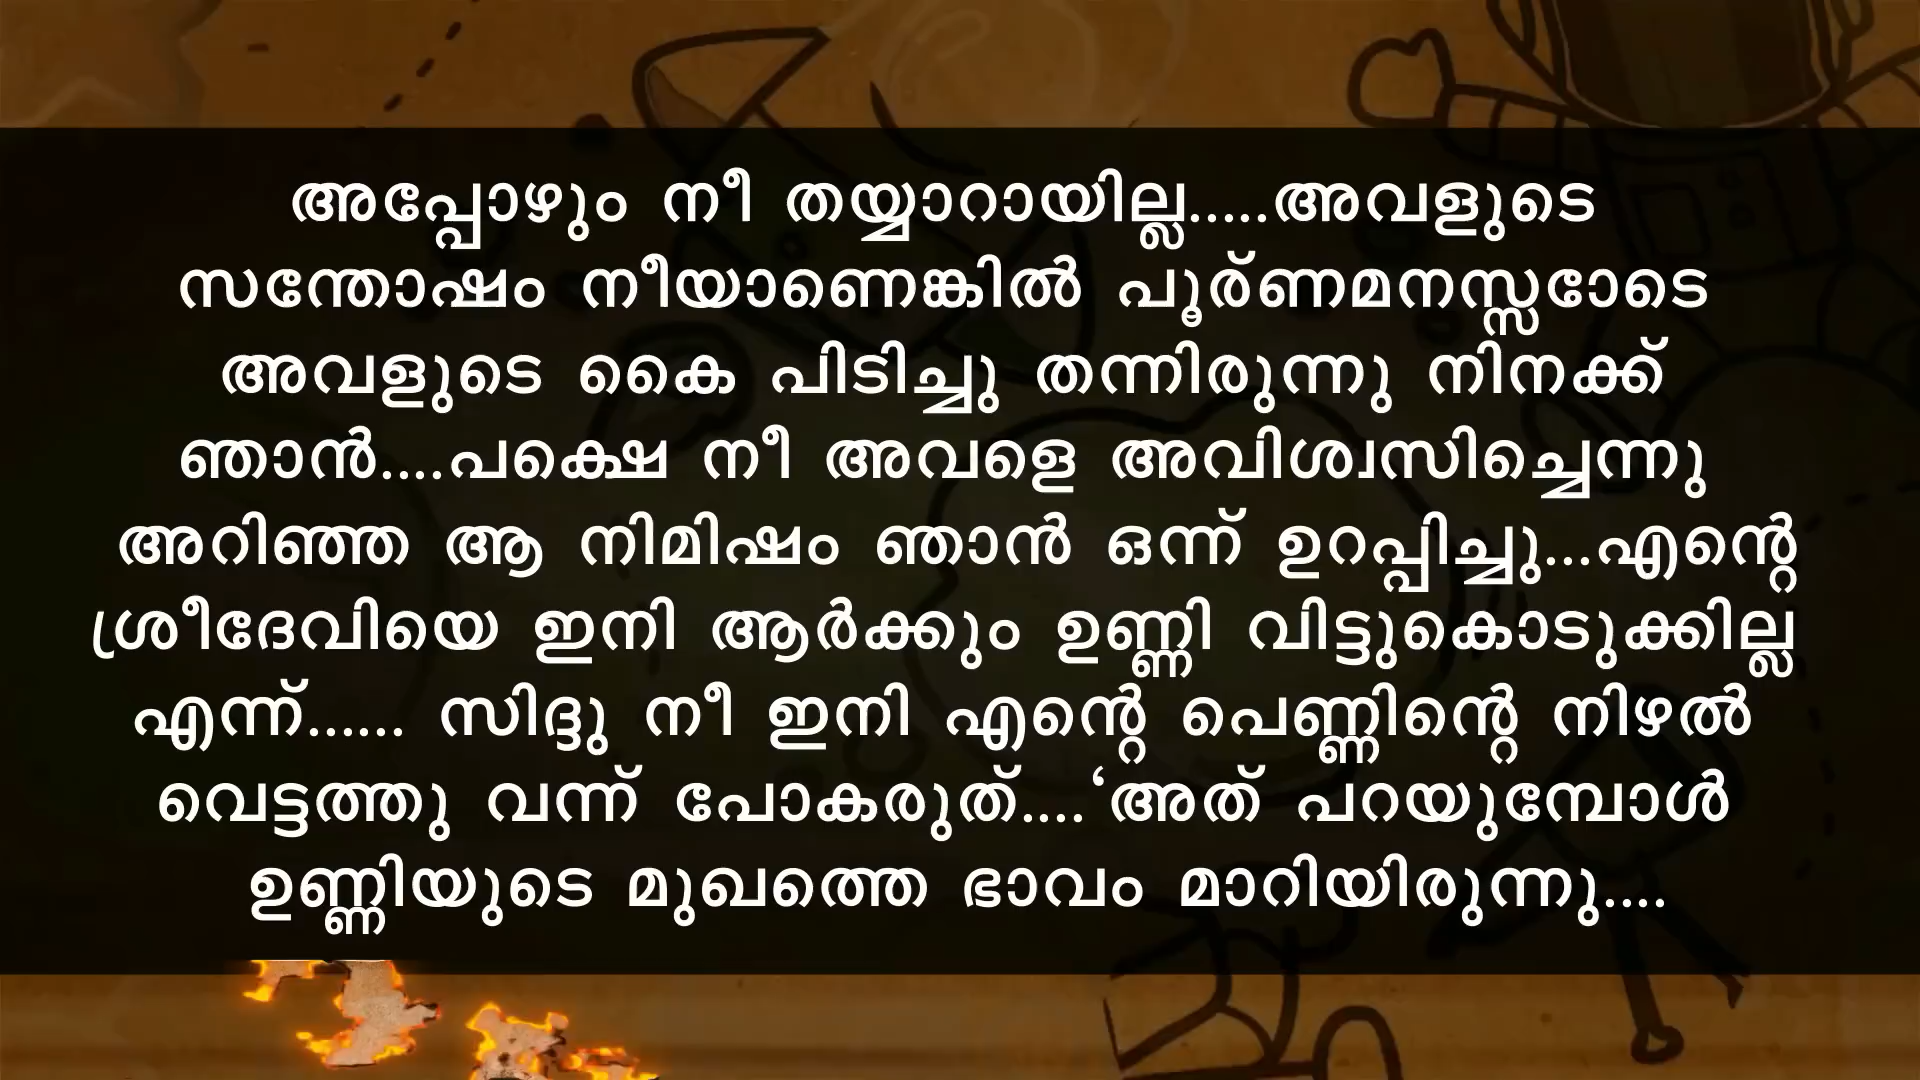 അപ്പോഴും നീ തയ്യാറായില്ല.....അവളുടെ
സന്തോഷം നീയാണെങ്കിൽ പൂര്ണമനസ്സോടെ
അവളുടെ കൈ പിടിച്ചു തന്നിരുന്നു നിനക്ക്
ഞാൻ....പക്ഷെ നീ അവളെ അവിശ്വസിച്ചെന്നു
അറിഞ്ഞ ആ നിമിഷം ഞാൻ ഒന്ന് ഉറപ്പിച്ചു...എന്റെ
ശ്രീദേവിയെ ഇനി ആർക്കും ഉണ്ണി വിട്ടുകൊടുക്കില്ല
എന്ന്...... സിദ്ദു നീ ഇനി എന്റെ പെണ്ണിന്റെ നിഴൽ
വെട്ടത്തു വന്ന് പോകരുത്....‘അത് പറയുമ്പോൾ
ഉണ്ണിയുടെ മുഖത്തെ ഭാവം മാറിയിരുന്നു....